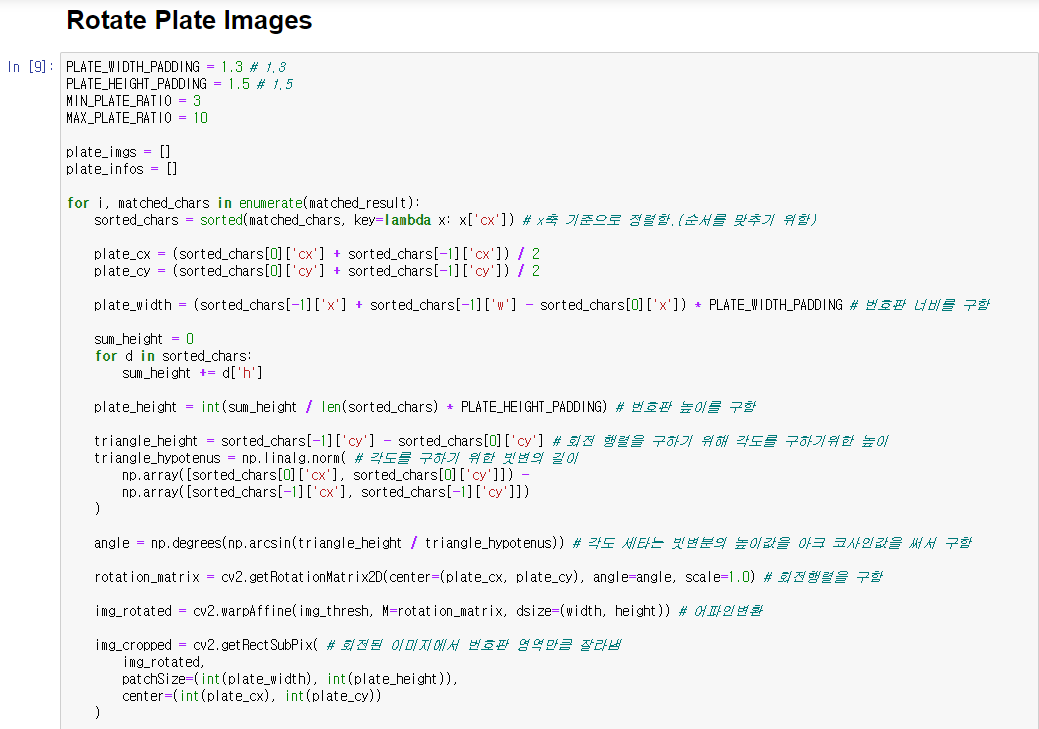 Rotate Plate Images
In [9]:
PLATE_WIDTH_PADDING = 1.3 # 1.3
PLATE_HEIGHT_PADDING = 1.5 # 1.5
MIN_PLATE_RATIO = 3
MAX_PLATE_RATIO = 10
plate_imgs = []
plate_infos = []
for i, matched_chars in enumerate(matched_result):
    sorted_chars = sorted(matched_chars, key=lambda x: x['cx']) # x축 기준으로 정렬함.(순서를 맞추기 위함)
    plate_cx = (sorted_chars[0]['cx'] + sorted_chars[-1]['cx']) / 2
    plate_cy = (sorted_chars[0]['cy'] + sorted_chars[-1]['cy']) / 2
    plate_width = (sorted_chars[-1]['x'] + sorted_chars[-1]['w'] - sorted_chars[0]['x']) * PLATE_WIDTH_PADDING # 번호판 너비를 구함
    sum_height = 0
    for d in sorted_chars:
        sum_height += d['h']
    plate_height = int(sum_height / len(sorted_chars) * PLATE_HEIGHT_PADDING) # 번호판 높이를 구함
    triangle_height = sorted_chars[-1]['cy'] - sorted_chars[0]['cy'] # 회전 행렬을 구하기 위해 각도를 구하기위한 높이
    triangle_hypotenus = np.linalg.norm( # 각도를 구하기 위한 빗변의 길이
        np.array([sorted_chars[0]['cx'], sorted_chars[0]['cy']]) -
        np.array([sorted_chars[-1]['cx'], sorted_chars[-1]['cy']])
    )
    angle = np.degrees(np.arcsin(triangle_height / triangle_hypotenus)) # 각도 세타는 빗변분의 높이값을 아크 코사인값을 써서 구함
    rotation_matrix = cv2.getRotationMatrix2D(center=(plate_cx, plate_cy), angle=angle, scale=1.0) # 회전행렬을 구함
    img_rotated = cv2.warpAffine(img_thresh, M=rotation_matrix, dsize=(width, height)) # 어파인변환
    img_cropped = cv2.getRectSubPix( # 회전된 이미지에서 번호판 영역만큼 잘라냄
        img_rotated,
        patchSize=(int(plate_width), int(plate_height)),
        center=(int(plate_cx), int(plate_cy))
    )